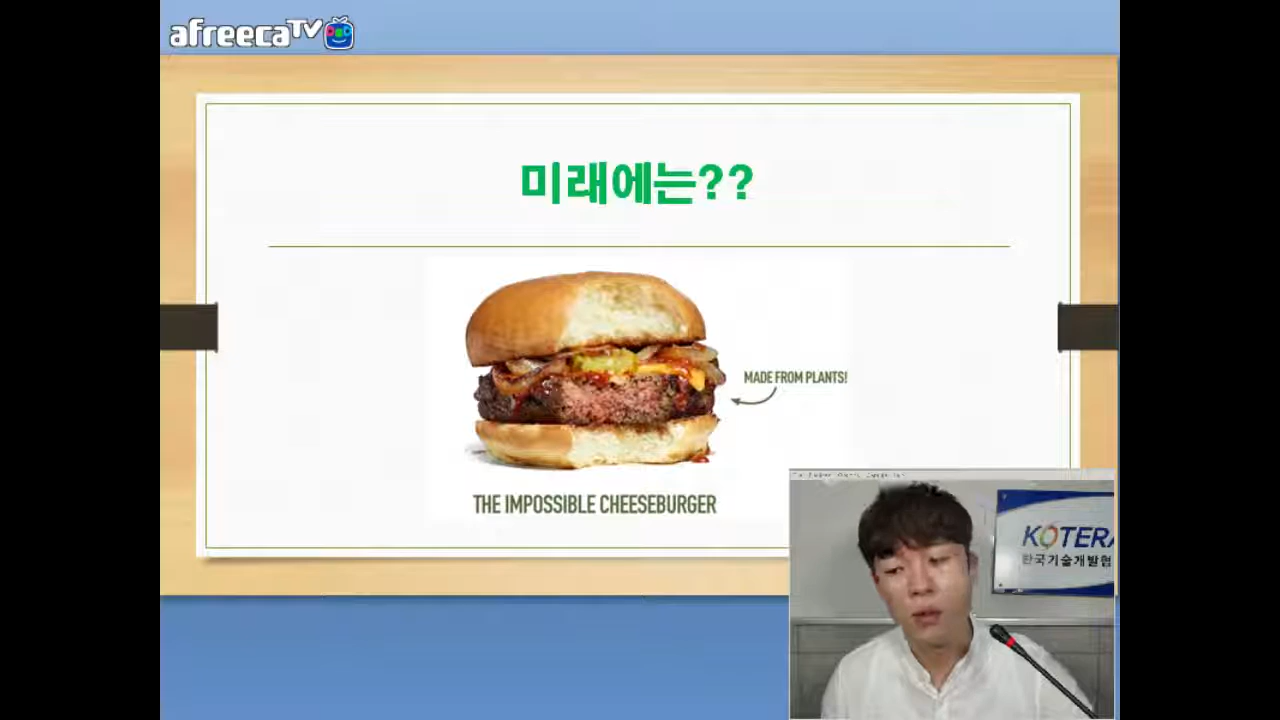 afreecaTV
미래에는??
MADE FROM PLANTS!
THE IMPOSSIBLE CHEESEBURGER
KOTERA
한국기술개발협